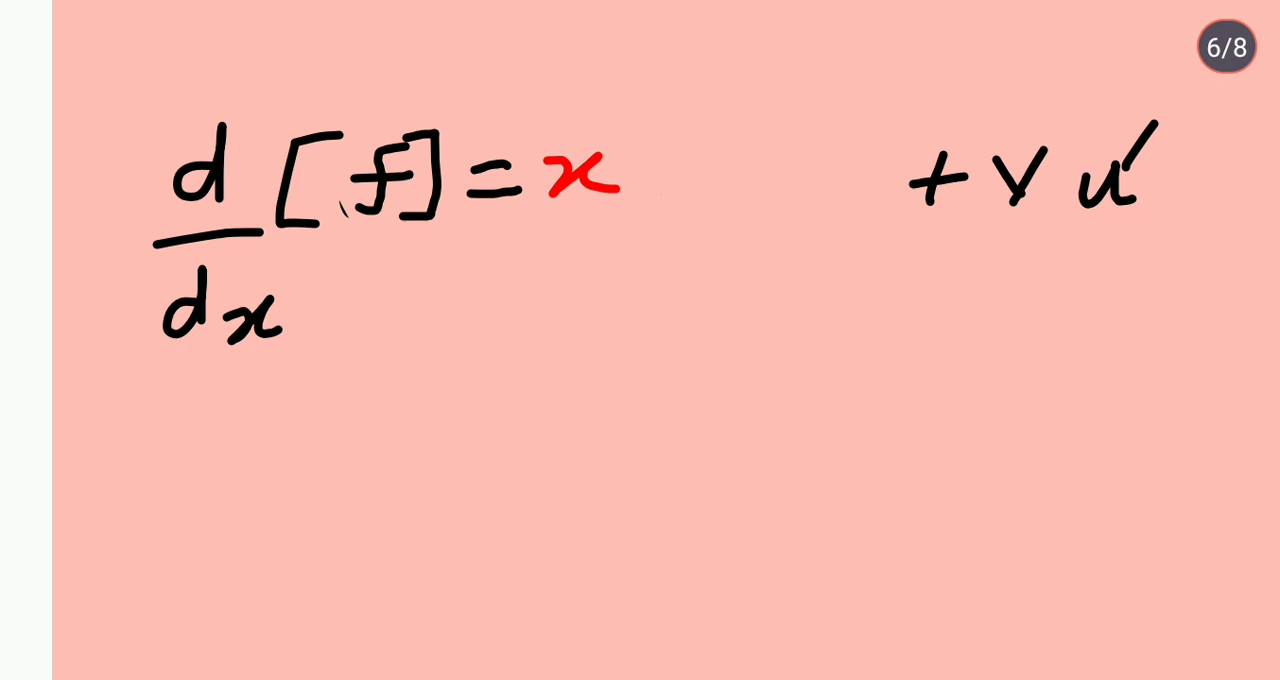 6/8
d/dx [f] = x + v u′